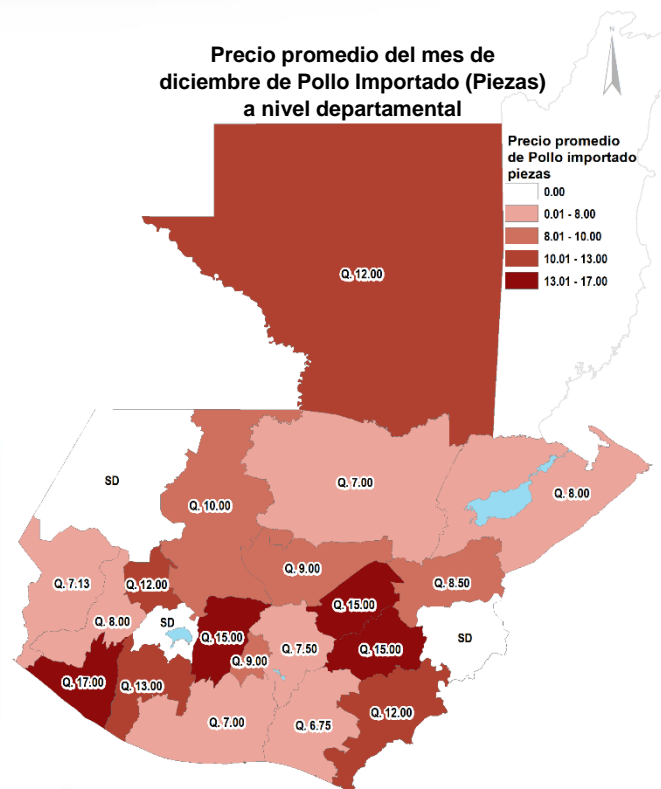 Precio promedio del mes de
diciembre de Pollo Importado (Piezas)
a nivel departamental
N
Precio promedio
de Pollo importado
piezas
0.00
0.01 - 8.00
8.01 - 10.00
10.01 - 13.00
13.01 - 17.00
Q. 12.00
SD
Q. 10.00
Q. 7.00
Q. 8.00
Q. 7.13
Q. 12.00
Q. 9.00
Q. 8.50
Q. 8.00
SD
Q. 15.00
Q. 15.00
Q. 7.50
Q. 15.00
SD
Q. 9.00
Q. 17.00
Q. 13.00
Q. 7.00
Q. 6.75
Q. 12.00